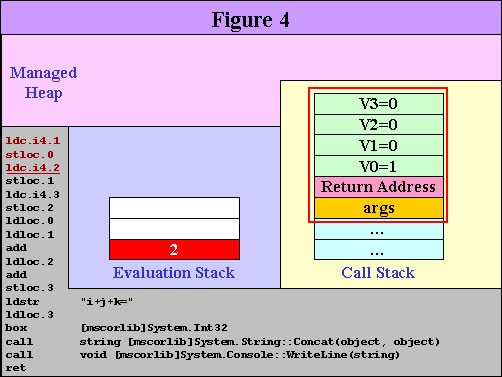 Figure 4
Managed
Heap
V3=0
V2=0
V1=0
V0=1
Return Address
args
...
...
Call Stack
2
Evaluation Stack
ldc.i4.1
stloc.0
ldc.i4.2
stloc.1
ldc.i4.3
stloc.2
ldloc.0
ldloc.1
add
ldloc.2
add
stloc.3
ldstr "i+j+k="
ldloc.3
box [mscorlib]System.Int32
call string [mscorlib]System.String::Concat(object, object)
call void [mscorlib]System.Console::WriteLine(string)
ret